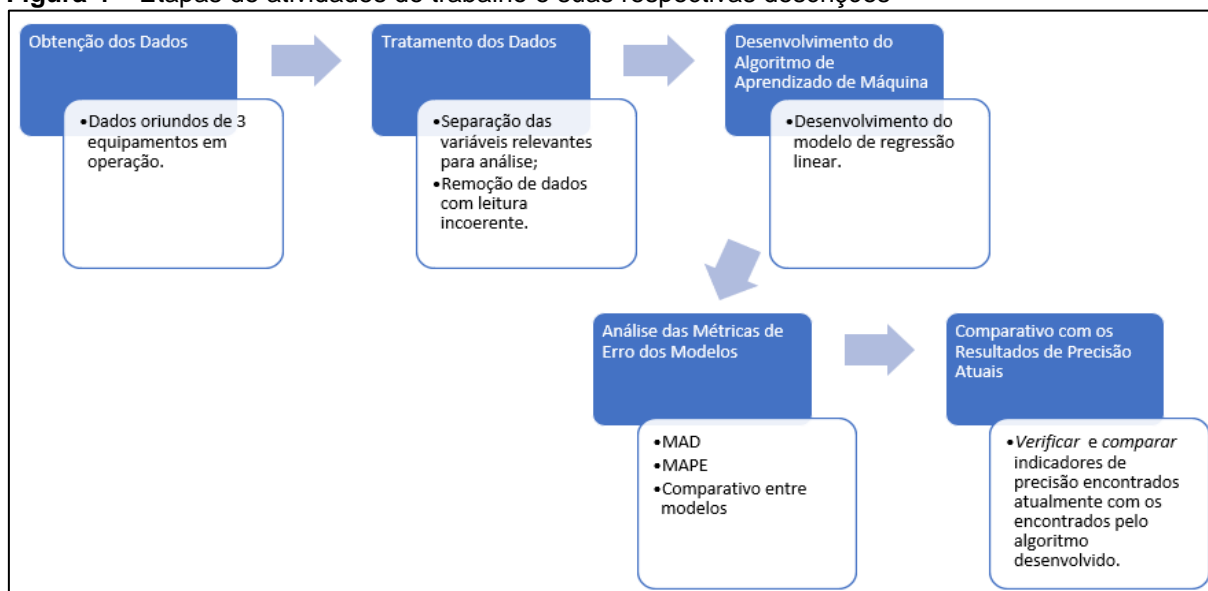 Figura 4 – Etapas de atividades do trabalho e suas respectivas descrições
Obtenção dos Dados
•Dados oriundos de 3
equipamentos em
operação.
Tratamento dos Dados
•Separação das
variáveis relevantes
para análise;
•Remoção de dados
com leitura
incoerente.
Desenvolvimento do
Algoritmo de
Aprendizado de Máquina
•Desenvolvimento do
modelo de regressão
linear.
Análise das Métricas de
Erro dos Modelos
•MAD
•MAPE
•Comparativo entre
modelos
Comparativo com os
Resultados de Precisão
Atuais
•Verificar e comparar
indicadores de
precisão encontrados
atualmente com os
encontrados pelo
algoritmo
desenvolvido.